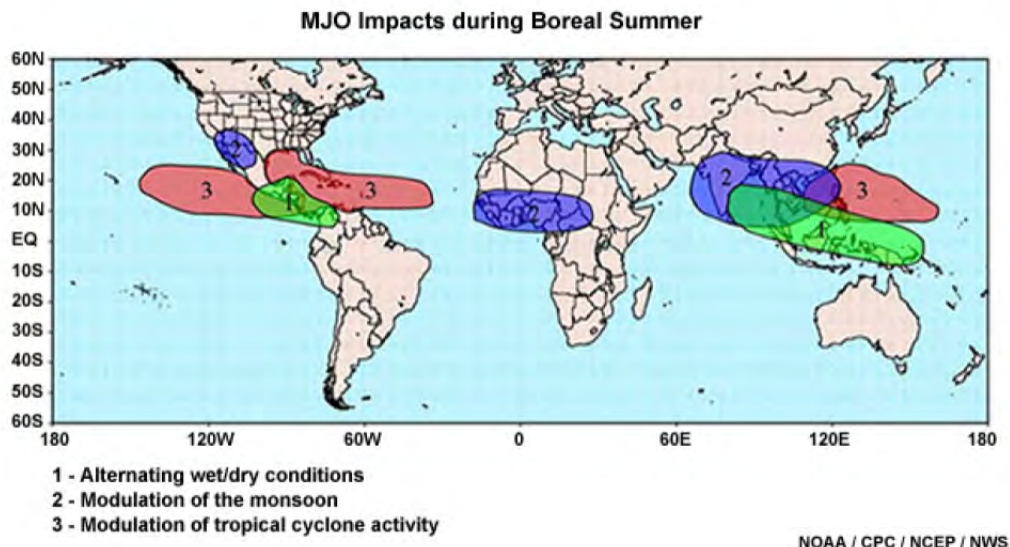 MJO Impacts during Boreal Summer
60N
50N
40N
30N
20N
10N
EQ
10S
20S
30S
40S
50S
60S
2
3
1
3
2
2
3
1
180 120W 60W 0 60E 120E 180
1 - Alternating wet/dry conditions
2 - Modulation of the monsoon
3 - Modulation of tropical cyclone activity
NOAA / CPC / NCEP / NWS